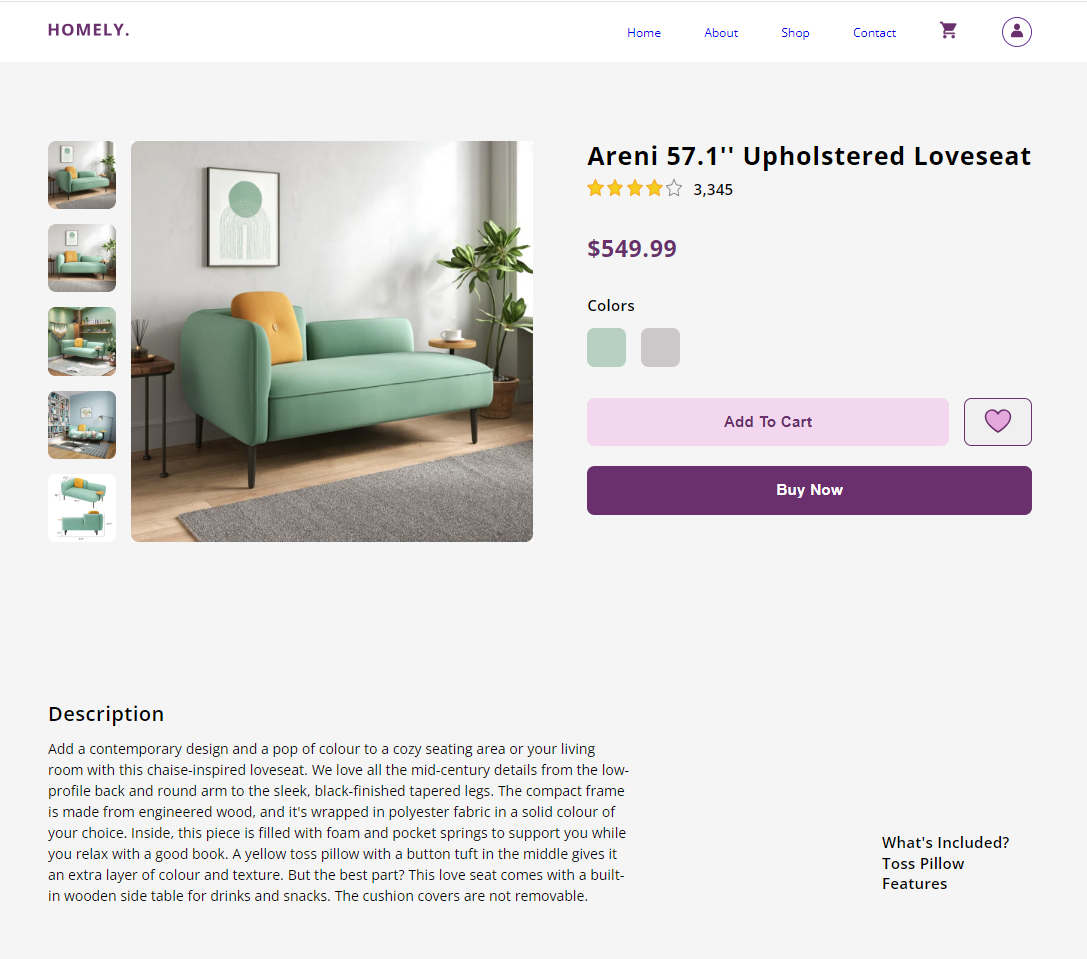 HOMELY.
Home About Shop Contact
Areni 57.1'' Upholstered Loveseat
3,345
$549.99
Colors
Add To Cart
Buy Now
Description
Add a contemporary design and a pop of colour to a cozy seating area or your living
room with this chaise-inspired loveseat. We love all the mid-century details from the low-
profile back and round arm to the sleek, black-finished tapered legs. The compact frame
is made from engineered wood, and it's wrapped in polyester fabric in a solid colour of
your choice. Inside, this piece is filled with foam and pocket springs to support you while
you relax with a good book. A yellow toss pillow with a button tuft in the middle gives it
an extra layer of colour and texture. But the best part? This love seat comes with a built-
in wooden side table for drinks and snacks. The cushion covers are not removable.
What's Included?
Toss Pillow
Features